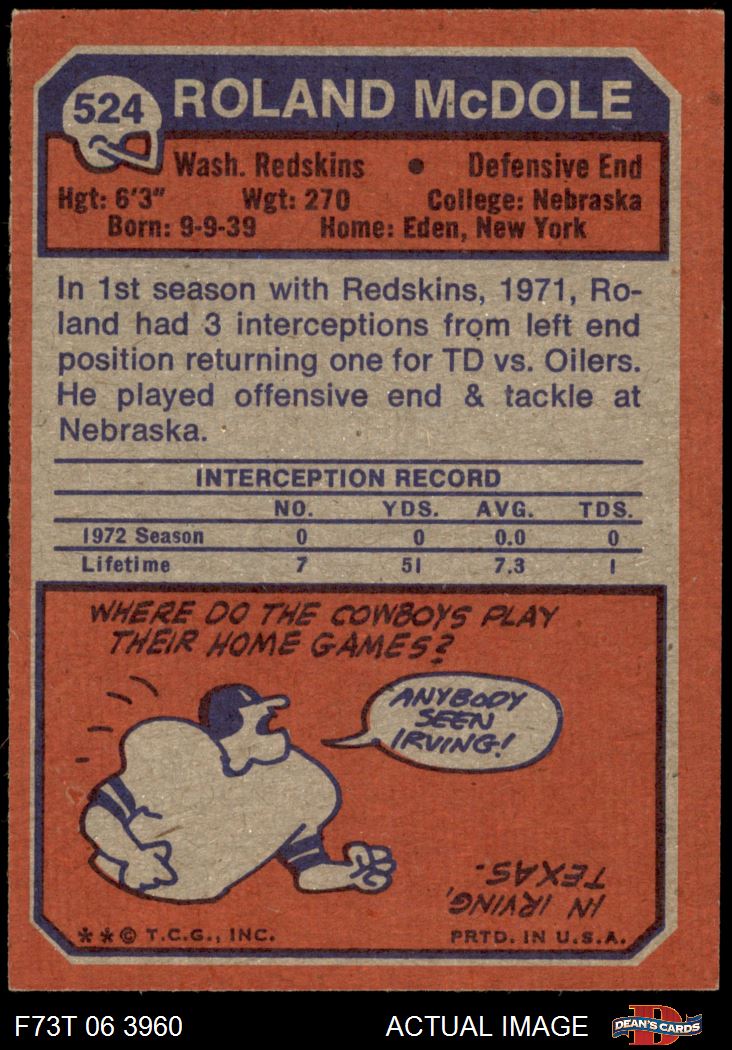 524
ROLAND McDOLE
Wash. Redskins • Defensive End
Hgt: 6'3" Wgt: 270 College: Nebraska
Born: 9-9-39 Home: Eden, New York
In 1st season with Redskins, 1971, Ro-
land had 3 interceptions from left end
position returning one for TD vs. Oilers.
He played offensive end & tackle at
Nebraska.
INTERCEPTION RECORD
NO. YDS. AVG. TDS.
1972 Season 0 0 0.0 0
Lifetime 7 51 7.3 1
WHERE DO THE COWBOYS PLAY
THEIR HOME GAMES?
ANYBODY
SEEN
IRVING!
IN IRVING,
TEXAS.
**© T.C.G., INC. PRTD. IN U.S.A.
F73T 06 3960 ACTUAL IMAGE
D
DEAN'S CARDS